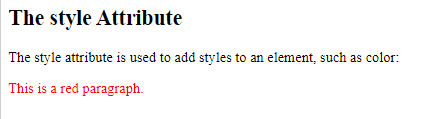 The style Attribute
The style attribute is used to add styles to an element, such as color:
This is a red paragraph.